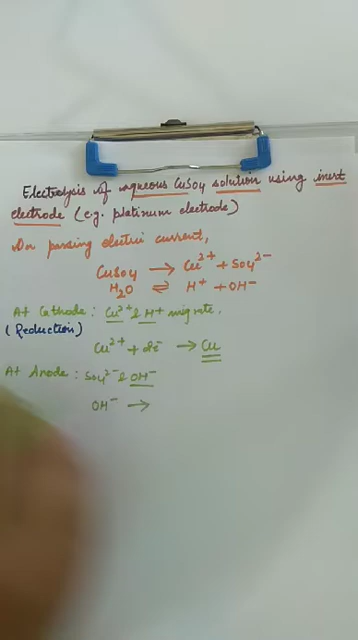 Electrolysis of aqueous CuSO4 solution using inert
electrode (e.g. platinum electrode)
On passing electric current,
CuSO4 → Cu²⁺ + SO4²⁻
H2O ⇌ H⁺ + OH⁻
At Cathode : Cu²⁺ & H⁺ migrate.
(Reduction)
Cu²⁺ + 2e⁻ → Cu
At Anode : SO4²⁻ & OH⁻
OH⁻ →